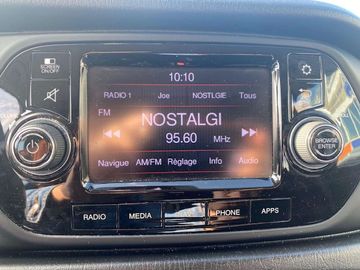 SCREEN
ON/OFF
10:10
RADIO 1 Joe NOSTLGIE Tous
FM
NOSTALGI
95.60 MHz
BROWSE
ENTER
Navigue AM/FM Règlage Info Audio
RADIO MEDIA PHONE APPS